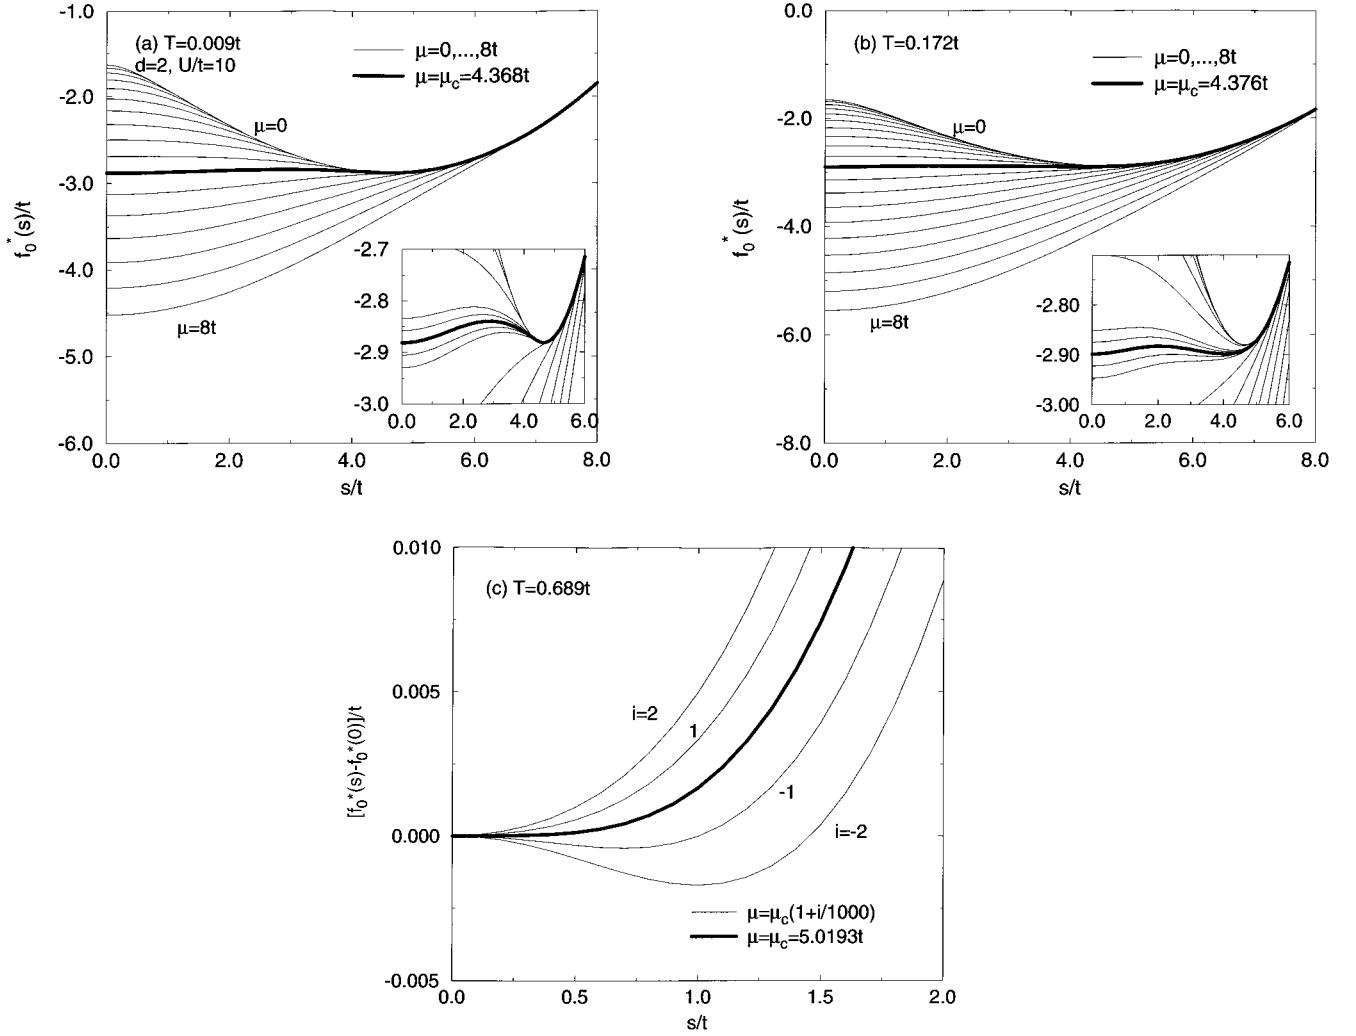 -1.0
(a) T=0.009t
d=2, U/t=10
μ=0,...,8t
μ=μc=4.368t
-2.0
μ=0
-3.0
f0*(s)/t
-4.0
μ=8t
-5.0
-6.0
0.0 2.0 4.0 6.0 8.0
s/t
-2.7
-2.8
-2.9
-3.0
0.0 2.0 4.0 6.0
0.0
(b) T=0.172t
μ=0,...,8t
μ=μc=4.376t
-2.0
μ=0
f0*(s)/t
-4.0
-6.0
μ=8t
-8.0
0.0 2.0 4.0 6.0 8.0
s/t
-2.80
-2.90
-3.00
0.0 2.0 4.0 6.0
0.010
(c) T=0.689t
0.005
i=2
1
[f0*(s)-f0*(0)]/t
-1
0.000
i=-2
μ=μc(1+i/1000)
μ=μc=5.0193t
-0.005
0.0 0.5 1.0 1.5 2.0
s/t